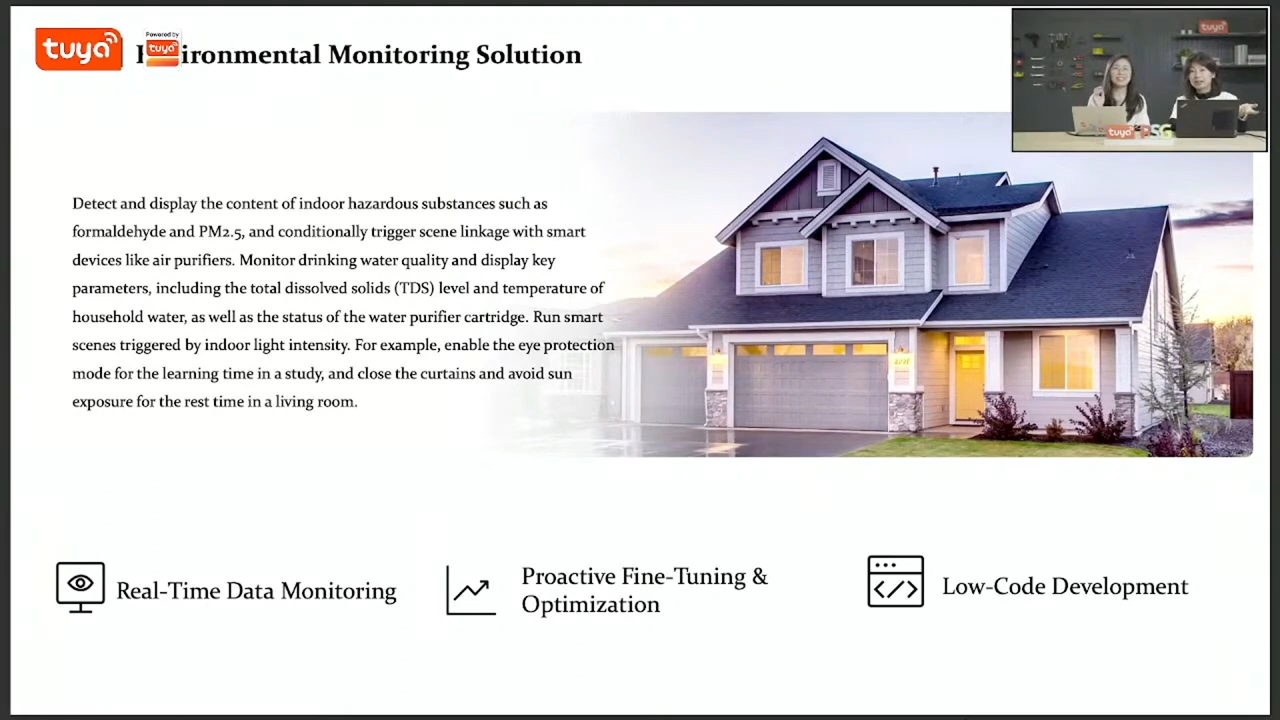 tuya
Powered by
tuya
ironmental Monitoring Solution
tuya
tuya
Detect and display the content of indoor hazardous substances such as
formaldehyde and PM2.5, and conditionally trigger scene linkage with smart
devices like air purifiers. Monitor drinking water quality and display key
parameters, including the total dissolved solids (TDS) level and temperature of
household water, as well as the status of the water purifier cartridge. Run smart
scenes triggered by indoor light intensity. For example, enable the eye protection
mode for the learning time in a study, and close the curtains and avoid sun
exposure for the rest time in a living room.
Real-Time Data Monitoring
Proactive Fine-Tuning &
Optimization
Low-Code Development